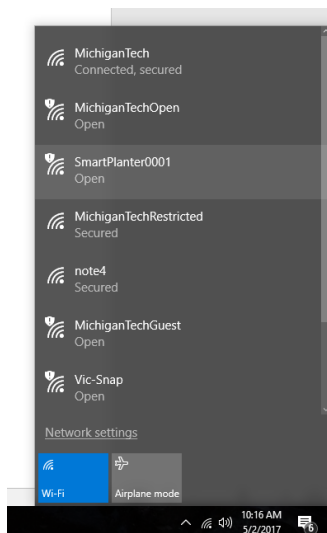 MichiganTech
Connected, secured
MichiganTechOpen
Open
SmartPlanter0001
Open
MichiganTechRestricted
Secured
note4
Secured
MichiganTechGuest
Open
Vic-Snap
Open
Network settings
Wi-Fi
Airplane mode
10:16 AM
5/2/2017
6